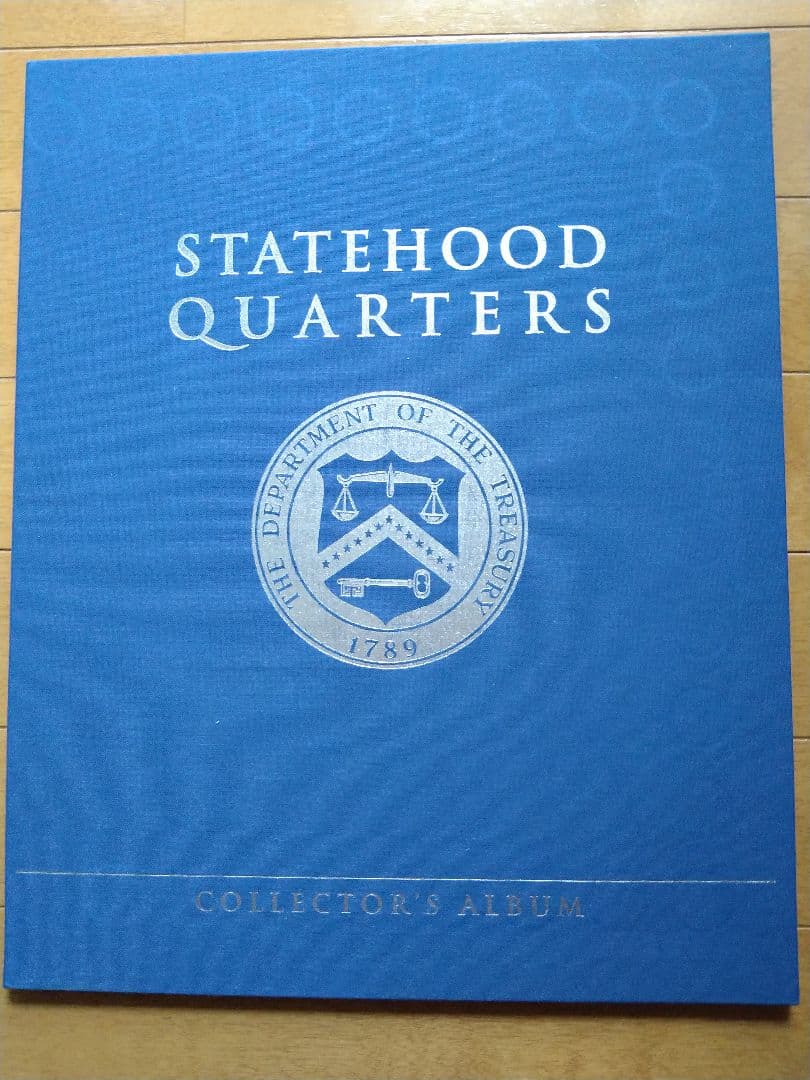 STATEHOOD
QUARTERS
THE DEPARTMENT OF THE TREASURY
1789
COLLECTOR'S ALBUM